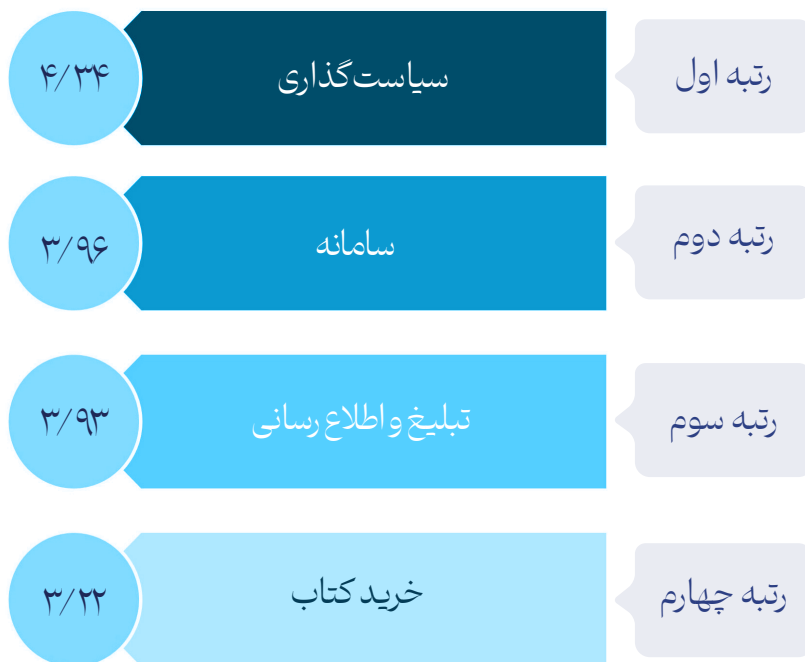 رتبه اول
سیاست‌گذاری
۴/۳۴
رتبه دوم
سامانه
۳/۹۶
رتبه سوم
تبلیغ و اطلاع رسانی
۳/۹۳
رتبه چهارم
خرید کتاب
۳/۲۲